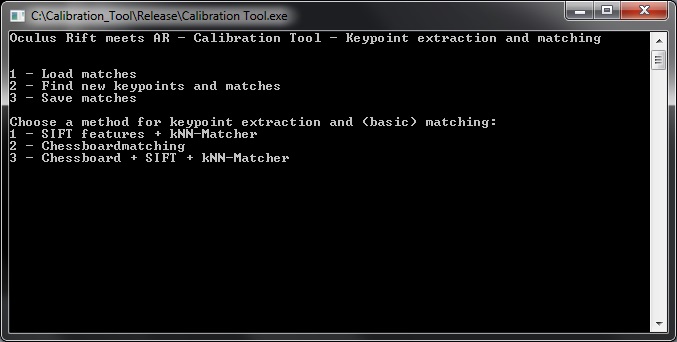 C:\Calibration_Tool\Release\Calibration Tool.exe
Oculus Rift meets AR - Calibration Tool - Keypoint extraction and matching
1 - Load matches
2 - Find new keypoints and matches
3 - Save matches
Choose a method for keypoint extraction and (basic) matching:
1 - SIFT features + kNN-Matcher
2 - Chessboardmatching
3 - Chessboard + SIFT + kNN-Matcher